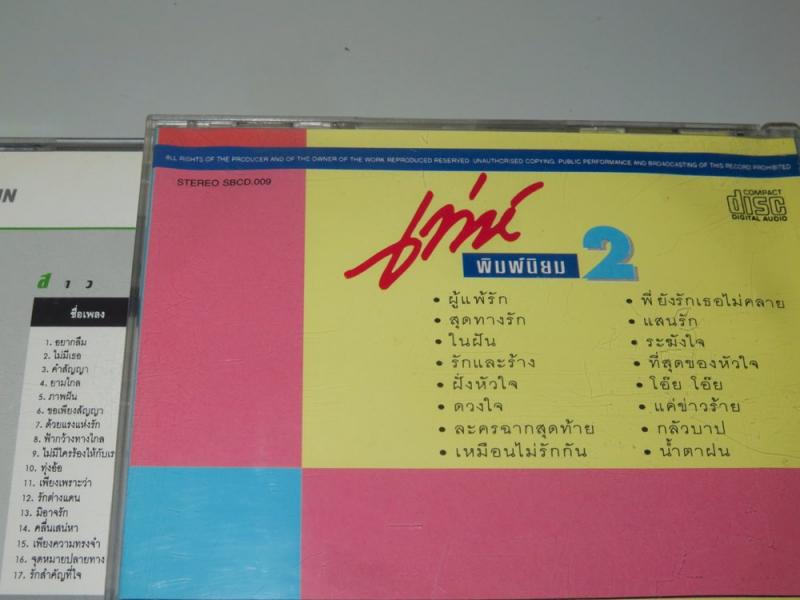 ALL RIGHTS OF THE PRODUCER AND OF THE OWNER OF THE WORK REPRODUCED RESERVED. UNAUTHORISED COPYING, PUBLIC PERFORMANCE AND BROADCASTING OF THIS RECORD PROHIBITED
STEREO SBCD.009
COMPACT
disc
DIGITAL AUDIO
พิมพ์นิยม 2
• ผู้แพ้รัก
• สุดทางรัก
• ในฝัน
• รักและร้าง
• ฝั่งหัวใจ
• ดวงใจ
• ละครฉากสุดท้าย
• เหมือนไม่รักกัน
• พี่ยังรักเธอไม่คลาย
• แสนรัก
• ระฆังใจ
• ที่สุดของหัวใจ
• โอ๊ย โอ๊ย
• แค่ข่าวร้าย
• กลัวบาป
• น้ำตาฝน
สาว
ชื่อเพลง
1. อยากลืม
2. ไม่มีเธอ
3. คำสัญญา
4. ยามไกล
5. ภาพฝัน
6. ขอเพียงสัญญา
7. ด้วยแรงแห่งรัก
8. ฟ้ากว้างทางไกล
9. ไม่มีใครร้องไห้กับเร
10. ทุ่งอ้อ
11. เพียงเพราะว่า
12. รักต่างแดน
13. มิอาจรัก
14. คลื่นเสน่หา
15. เพียงความทรงจำ
16. จุดหมายปลายทาง
17. รักสำคัญที่ใจ